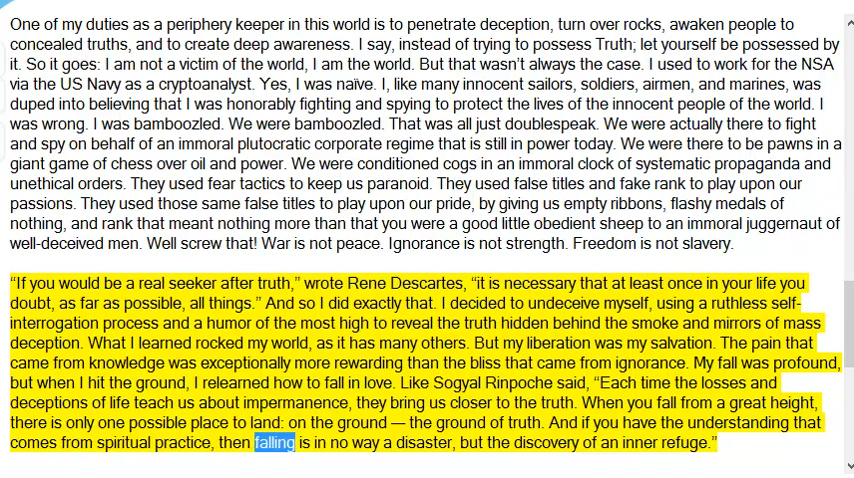 One of my duties as a periphery keeper in this world is to penetrate deception, turn over rocks, awaken people to
concealed truths, and to create deep awareness. I say, instead of trying to possess Truth; let yourself be possessed by
it. So it goes: I am not a victim of the world, I am the world. But that wasn’t always the case. I used to work for the NSA
via the US Navy as a cryptoanalyst. Yes, I was naïve. I, like many innocent sailors, soldiers, airmen, and marines, was
duped into believing that I was honorably fighting and spying to protect the lives of the innocent people of the world. I
was wrong. I was bamboozled. We were bamboozled. That was all just doublespeak. We were actually there to fight
and spy on behalf of an immoral plutocratic corporate regime that is still in power today. We were there to be pawns in a
giant game of chess over oil and power. We were conditioned cogs in an immoral clock of systematic propaganda and
unethical orders. They used fear tactics to keep us paranoid. They used false titles and fake rank to play upon our
passions. They used those same false titles to play upon our pride, by giving us empty ribbons, flashy medals of
nothing, and rank that meant nothing more than that you were a good little obedient sheep to an immoral juggernaut of
well-deceived men. Well screw that! War is not peace. Ignorance is not strength. Freedom is not slavery.
“If you would be a real seeker after truth,” wrote Rene Descartes, “it is necessary that at least once in your life you
doubt, as far as possible, all things.” And so I did exactly that. I decided to undeceive myself, using a ruthless self-
interrogation process and a humor of the most high to reveal the truth hidden behind the smoke and mirrors of mass
deception. What I learned rocked my world, as it has many others. But my liberation was my salvation. The pain that
came from knowledge was exceptionally more rewarding than the bliss that came from ignorance. My fall was profound,
but when I hit the ground, I relearned how to fall in love. Like Sogyal Rinpoche said, “Each time the losses and
deceptions of life teach us about impermanence, they bring us closer to the truth. When you fall from a great height,
there is only one possible place to land: on the ground — the ground of truth. And if you have the understanding that
comes from spiritual practice, then falling is in no way a disaster, but the discovery of an inner refuge.”